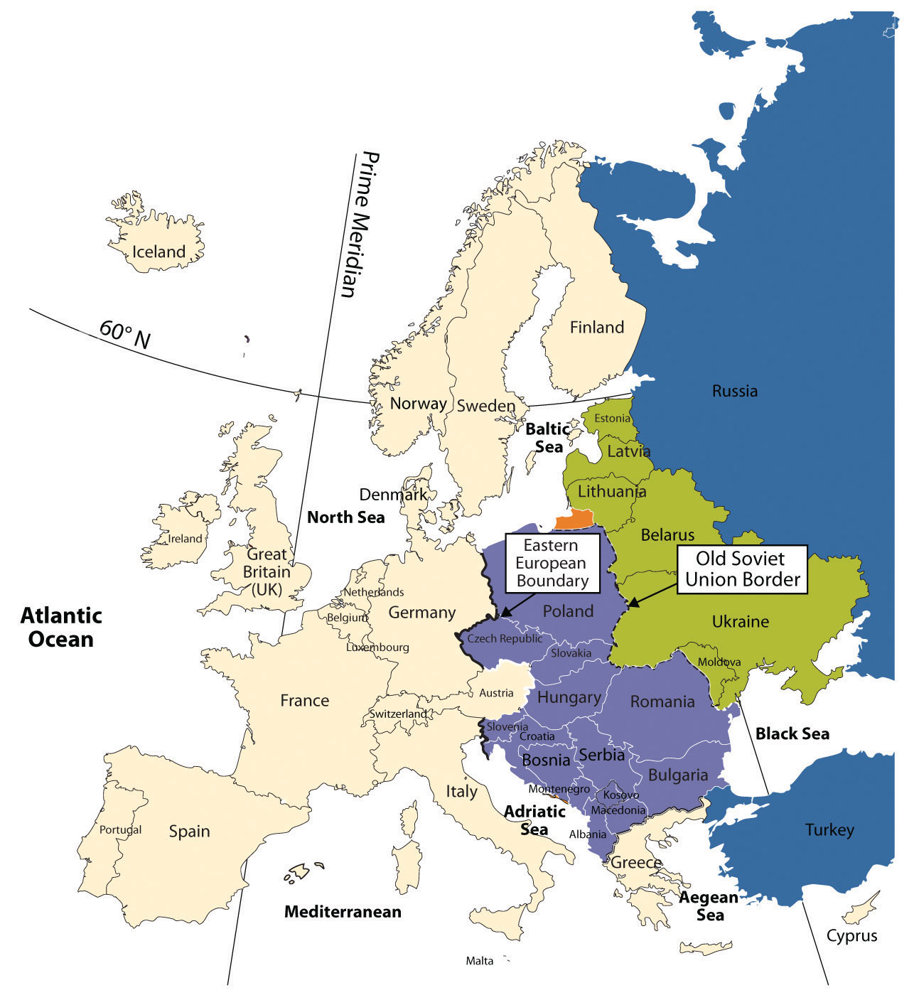 Prime Meridian
Iceland
60° N
Finland
Russia
Norway
Sweden
Estonia
Baltic
Sea
Latvia
Lithuania
Denmark
North Sea
Ireland
Great
Britain
(UK)
Belarus
Eastern
European
Boundary
Old Soviet
Union Border
Netherlands
Belgium
Germany
Poland
Ukraine
Atlantic
Ocean
Luxembourg
Czech Republic
Slovakia
Moldova
France
Austria
Switzerland
Hungary
Romania
Slovenia
Croatia
Black Sea
Bosnia
Serbia
Bulgaria
Italy
Montenegro
Kosovo
Macedonia
Adriatic
Sea
Albania
Portugal
Spain
Turkey
Greece
Aegean
Sea
Mediterranean
Cyprus
Malta